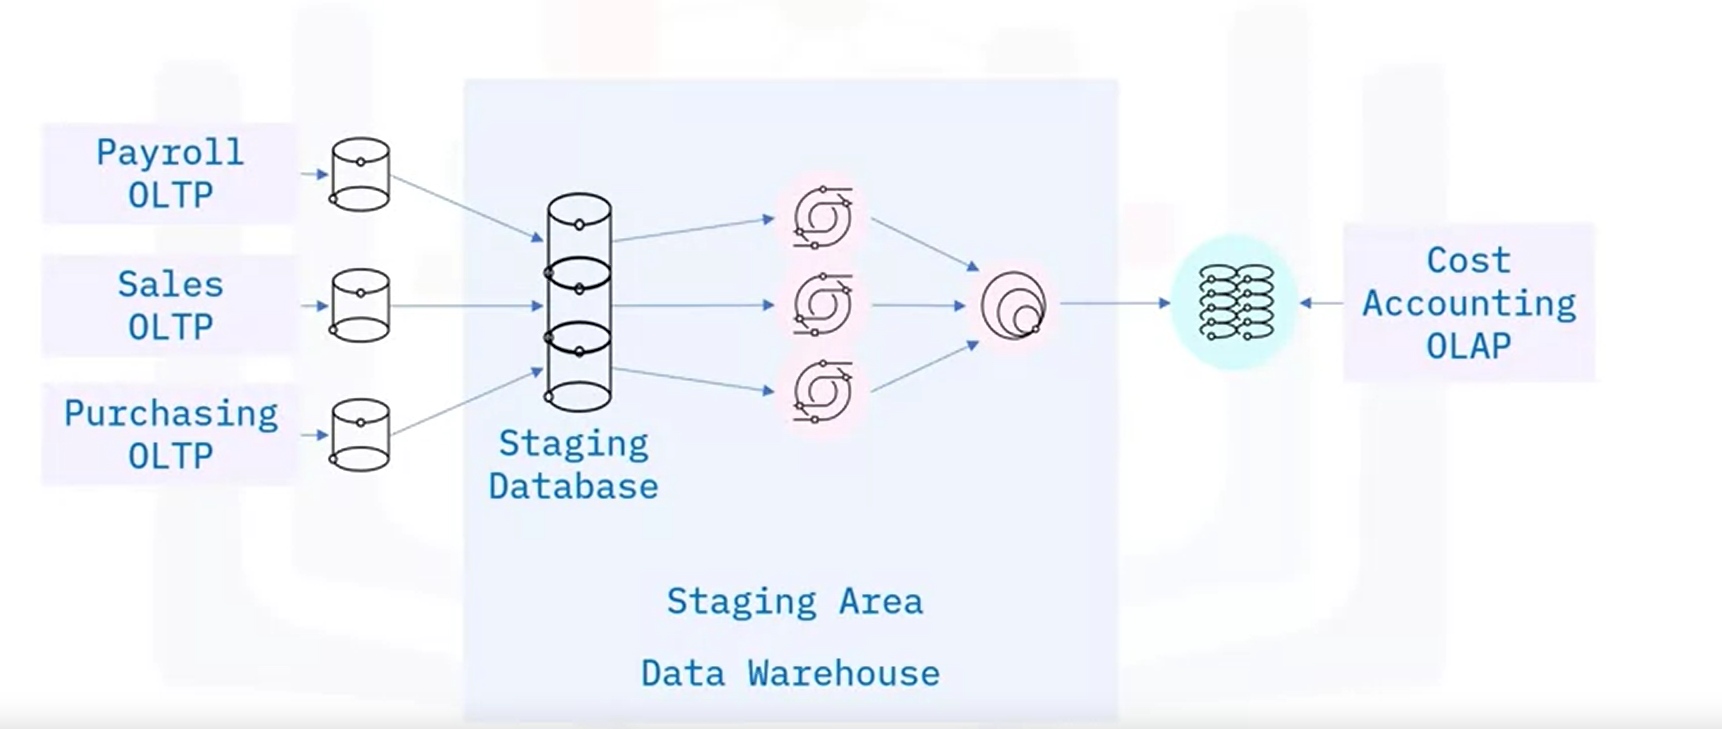 Payroll
OLTP
Sales
OLTP
Purchasing
OLTP
Staging
Database
Staging Area
Data Warehouse
Cost
Accounting
OLAP